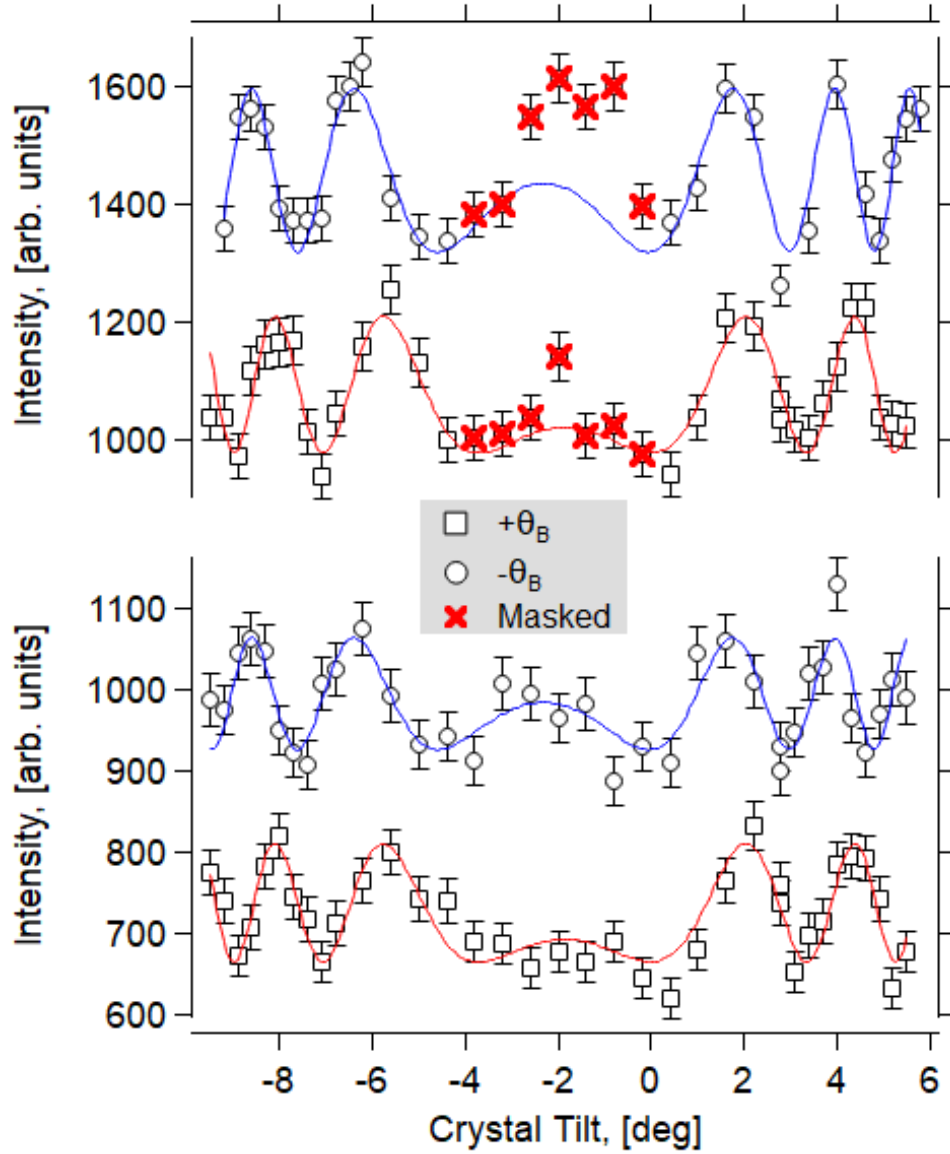 Intensity, [arb. units]
1600
1400
1200
1000
+θB
-θB
Masked
Intensity, [arb. units]
1100
1000
900
800
700
600
-8 -6 -4 -2 0 2 4 6
Crystal Tilt, [deg]